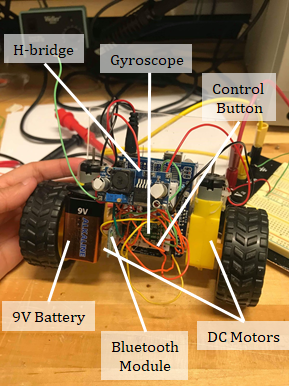 H-bridge
Gyroscope
Control
Button
9V
9V Battery
Bluetooth
Module
DC Motors